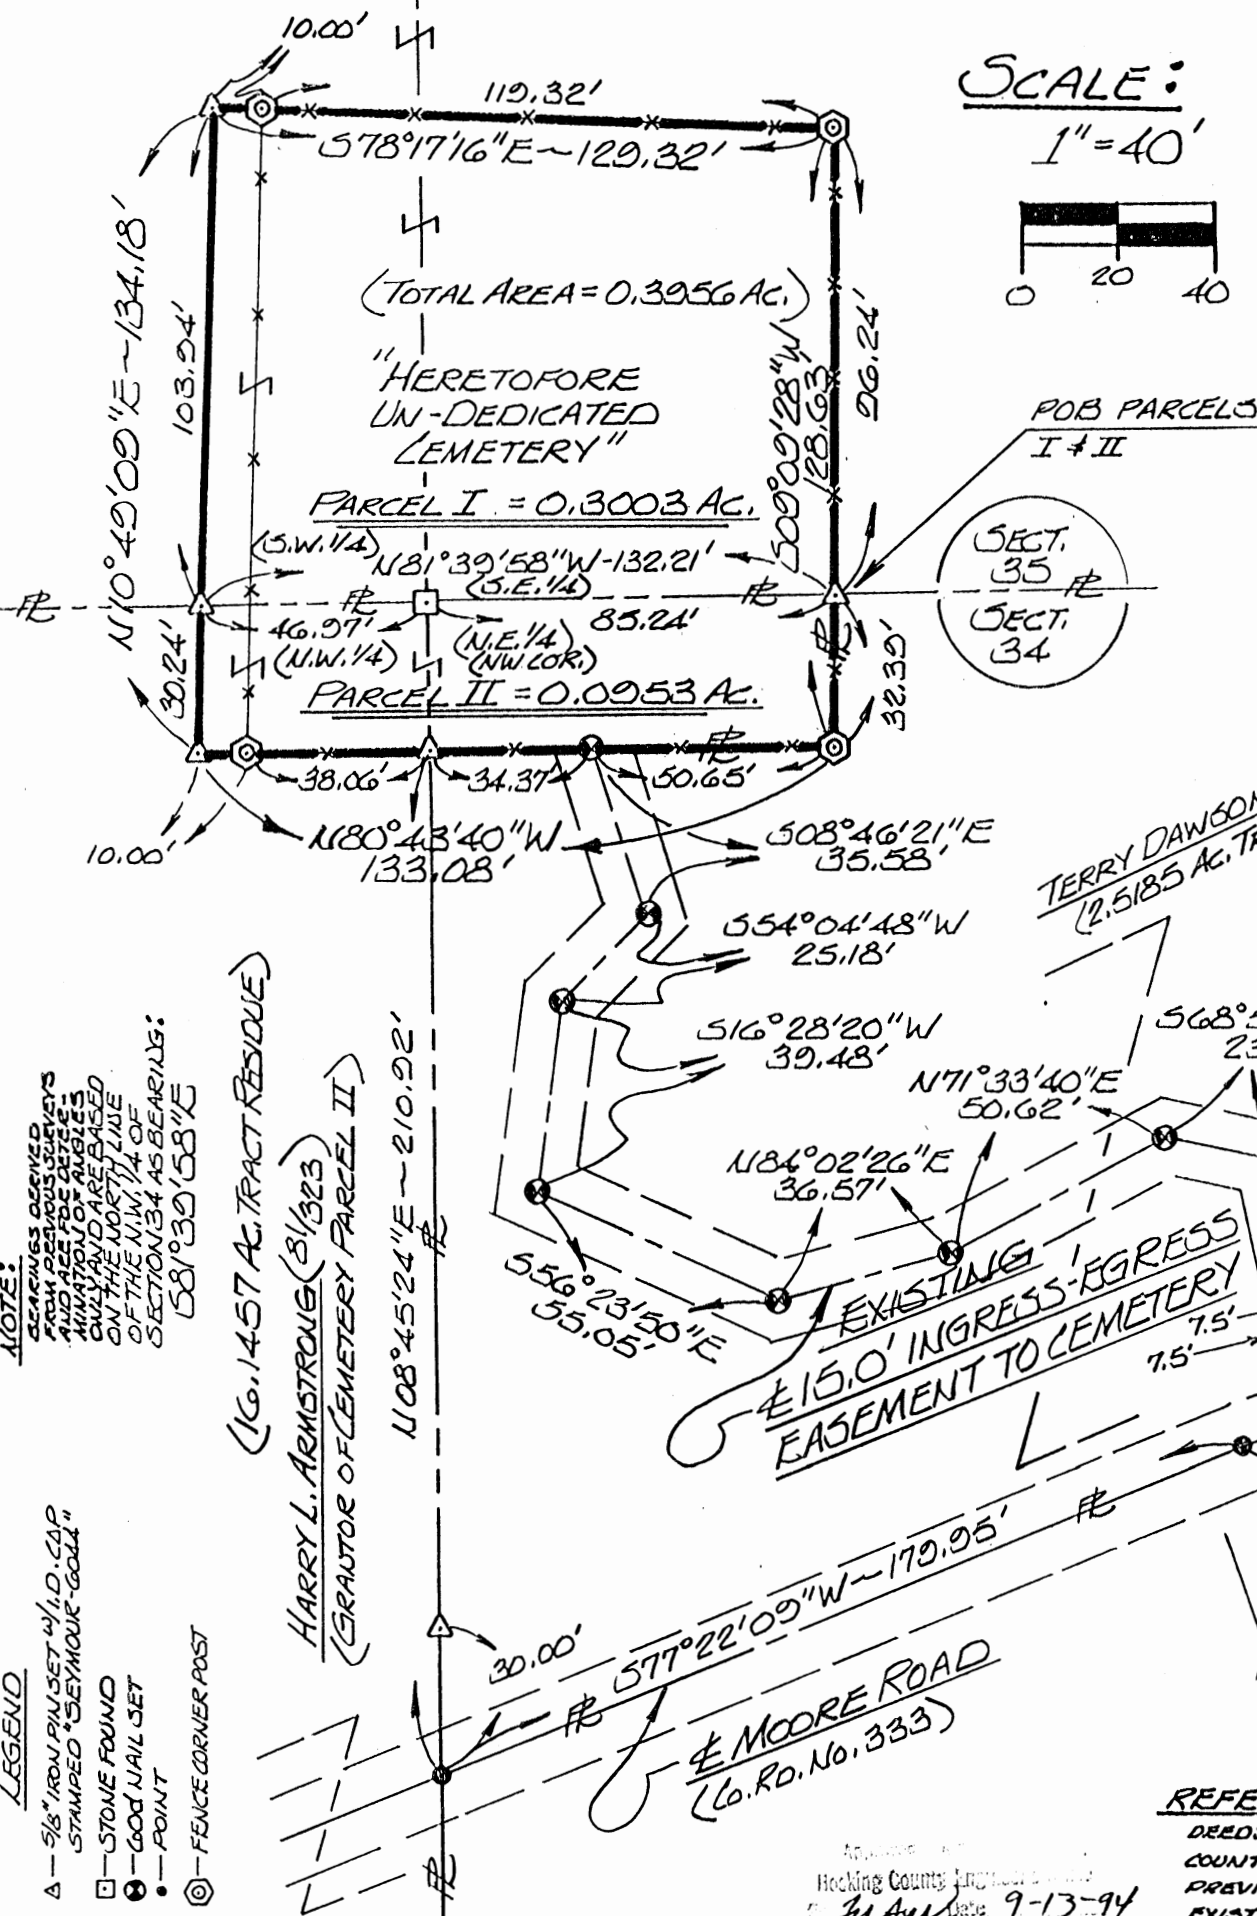 10.00'
119.32'
S78°17'16"E~129.32'
SCALE:
1"=40'
0 20 40
N10°49'09"E~134.18'
103.94'
(TOTAL AREA=0.3956 AC.)
"HERETOFORE
UN-DEDICATED
CEMETERY"
S09°09'28"W
128.63'
96.24'
POB PARCELS
I & II
PARCEL I = 0.3003 AC.
(S.W.1/4)
N81°39'58"W-132.21'
(S.E.1/4)
SECT.
35
SECT.
34
46.97'
85.24'
(N.W.1/4)
(N.E.1/4)
(NW COR.)
30.24'
32.39'
PARCEL II = 0.0953 AC.
38.06'
34.37'
50.65'
10.00'
N80°43'40"W
133.08'
S08°46'21"E
35.58'
TERRY DAWSON
(2.5185 AC. TR
S54°04'48"W
25.18'
S16°28'20"W
39.48'
S68°5
23
N71°33'40"E
50.62'
N84°02'26"E
36.57'
S56°23'50"E
55.05'
EXISTING
℄15.0' INGRESS-EGRESS
EASEMENT TO CEMETERY
7.5'
7.5'
NOTE:
BEARINGS DERIVED
FROM PREVIOUS SURVEYS
AND ARE FOR DETER-
MINATION OF ANGLES
ONLY AND ARE BASED
ON THE NORTH LINE
OF THE N.W.1/4 OF
SECTION 34 AS BEARING:
S81°39'58"E
(16.1457 AC. TRACT RESIDUE)
HARRY L. ARMSTRONG (81/323)
(GRANTOR OF CEMETERY PARCEL II)
N08°45'24"E~210.92'
30.00'
S77°22'09"W~179.95'
℄ MOORE ROAD
(CO. RD. NO. 333)
LEGEND
△-5/8" IRON PIN SET W/I.D. CAP
STAMPED "SEYMOUR-6044"
□-STONE FOUND
-60d NAIL SET
•-POINT
-FENCE CORNER POST
REFE
DEED
COUNT
PREVI
EXIST
Hocking County
Date 9-13-94